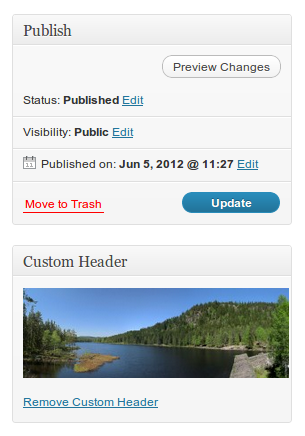 Publish
Preview Changes
Status: Published Edit
Visibility: Public Edit
11 Published on: Jun 5, 2012 @ 11:27 Edit
Move to Trash Update
Custom Header
Remove Custom Header